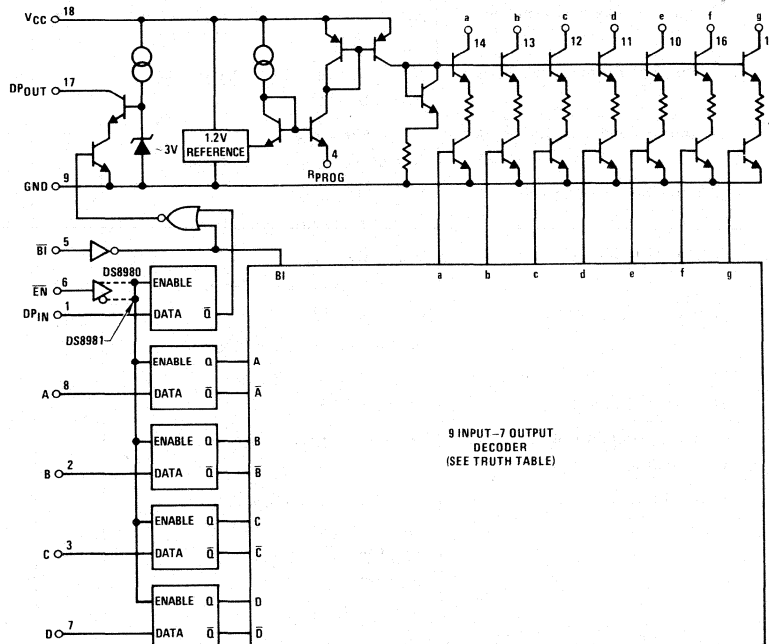 VCC 18
a b c d e f g
14 13 12 11 10 16 1
DPOUT 17
1.2V
REFERENCE
~3V
4
RPROG
GND 9
BI 5
DS8980
EN 6
DPIN 1
DS8981
ENABLE
DATA Q̅
BI a b c d e f g
ENABLE Q A
A 8 DATA Q̅ A̅
ENABLE Q B
B 2 DATA Q̅ B̅
9 INPUT–7 OUTPUT
DECODER
(SEE TRUTH TABLE)
ENABLE Q C
C 3 DATA Q̅ C̅
ENABLE Q D
D 7 DATA Q̅ D̅